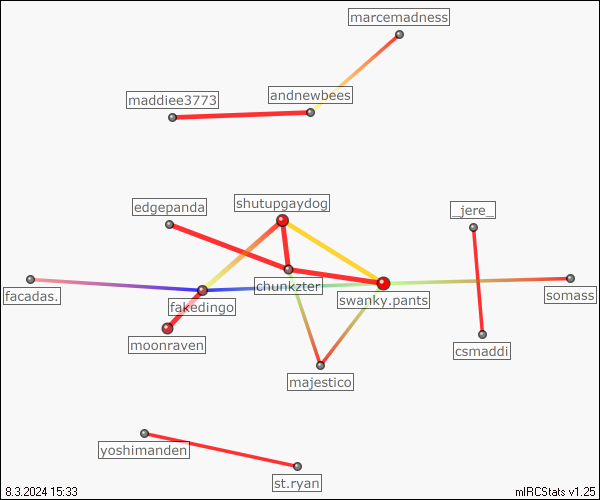 marcemadness
andnewbees
maddiee3773
shutupgaydog
edgepanda
_jere_
chunkzter
facadas.
fakedingo
swanky.pants
somass
moonraven
csmaddi
majestico
yoshimanden
st.ryan
8.3.2024 15:33
mIRCStats v1.25